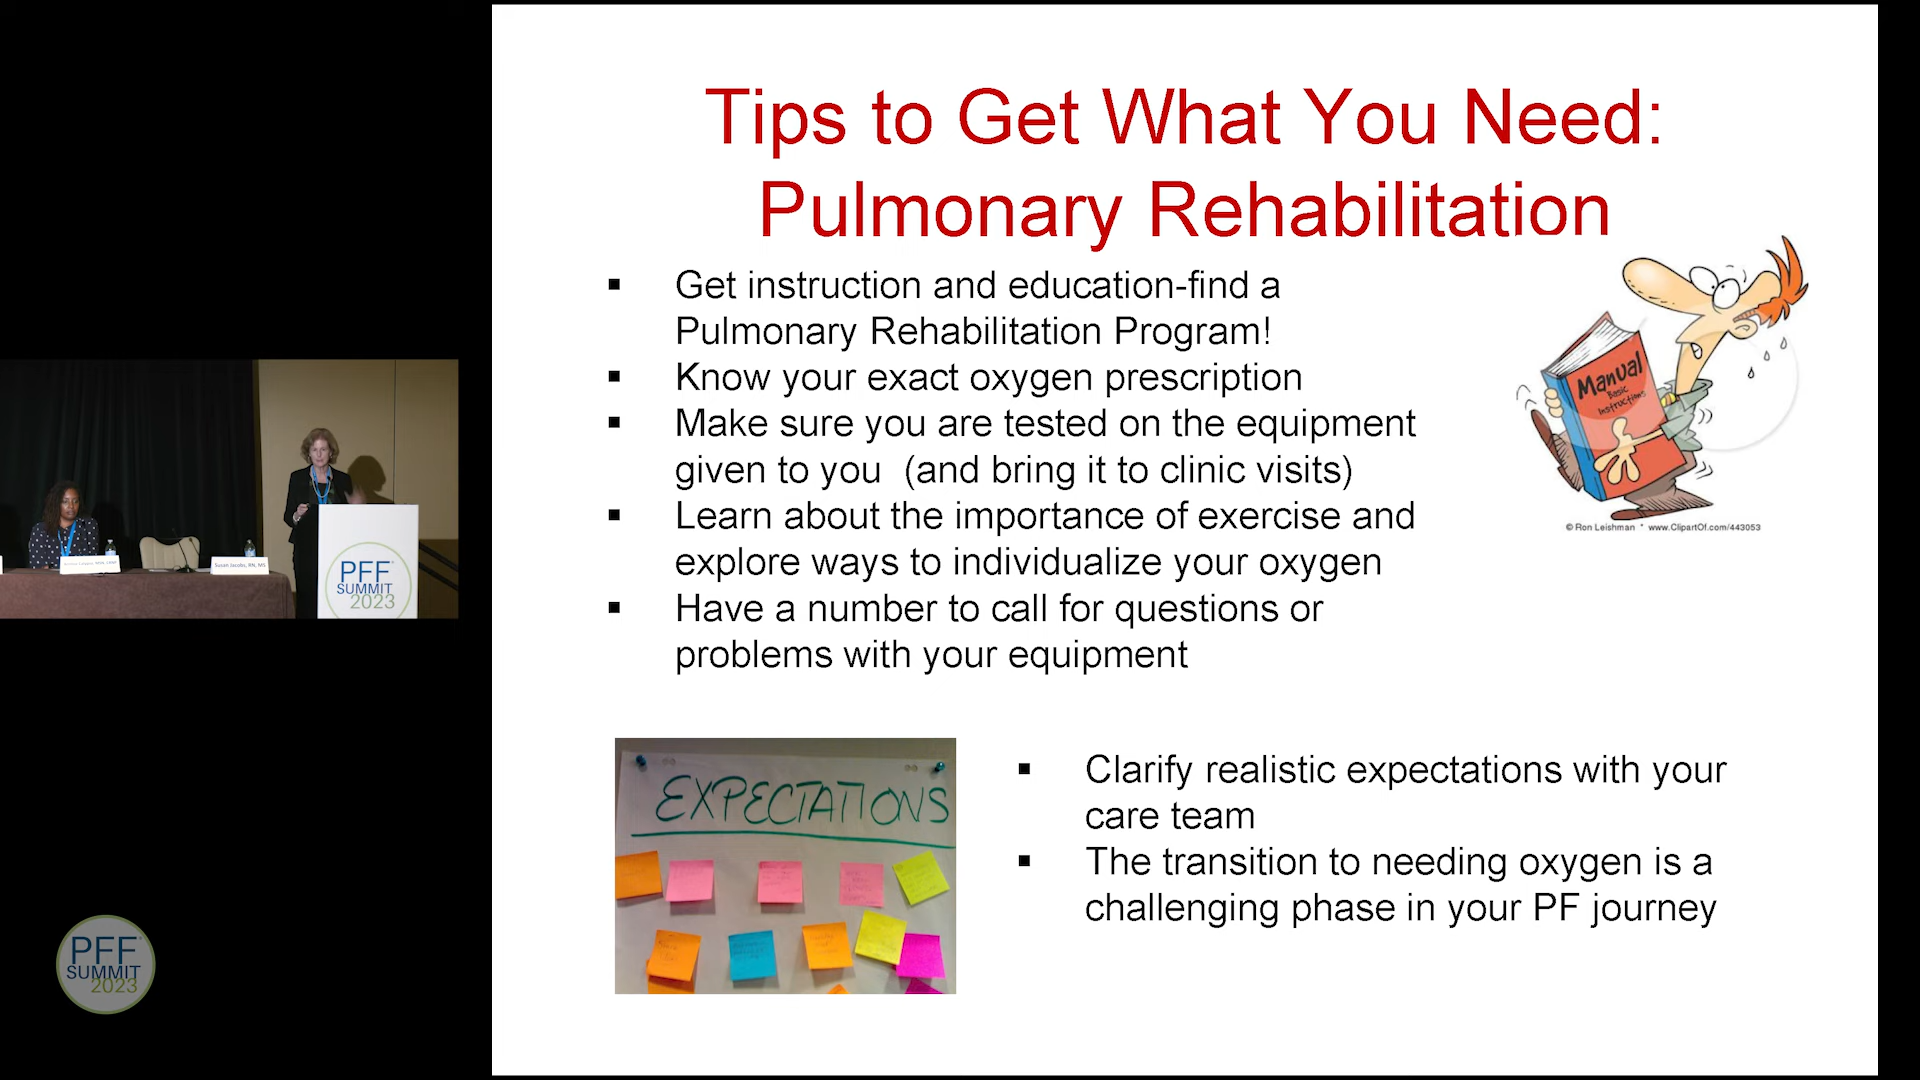 Tips to Get What You Need:
Pulmonary Rehabilitation
▪ Get instruction and education-find a
Pulmonary Rehabilitation Program!
▪ Know your exact oxygen prescription
▪ Make sure you are tested on the equipment
given to you (and bring it to clinic visits)
▪ Learn about the importance of exercise and
explore ways to individualize your oxygen
▪ Have a number to call for questions or
problems with your equipment
Manual
Basic
Instructions
© Ron Leishman * www.ClipartOf.com/443053
EXPECTATIONS
▪ Clarify realistic expectations with your
care team
▪ The transition to needing oxygen is a
challenging phase in your PF journey
Susan Jacobs, RN, MS
PFF
SUMMIT
2023
PFF
SUMMIT
2023